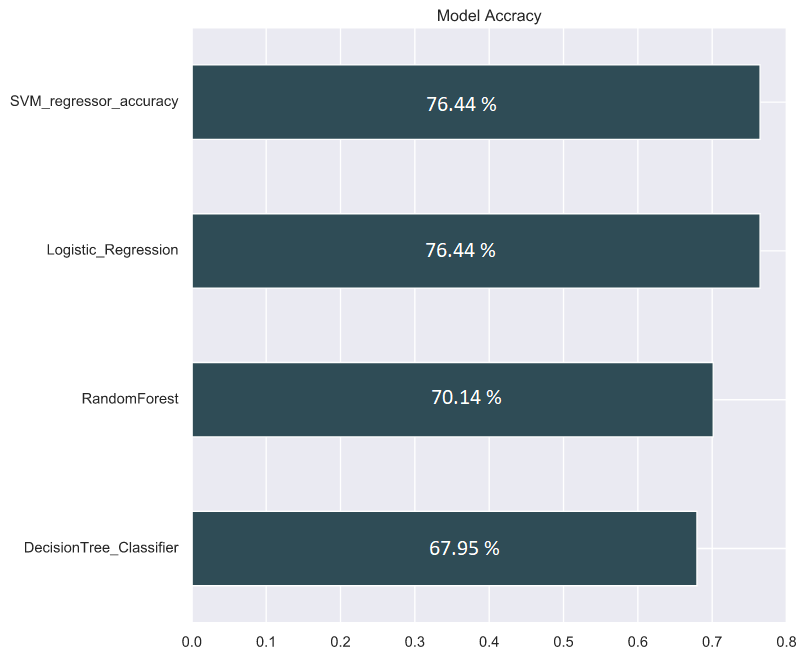 Model Accracy
SVM_regressor_accuracy
76.44 %
Logistic_Regression
76.44 %
RandomForest
70.14 %
DecisionTree_Classifier
67.95 %
0.0 0.1 0.2 0.3 0.4 0.5 0.6 0.7 0.8